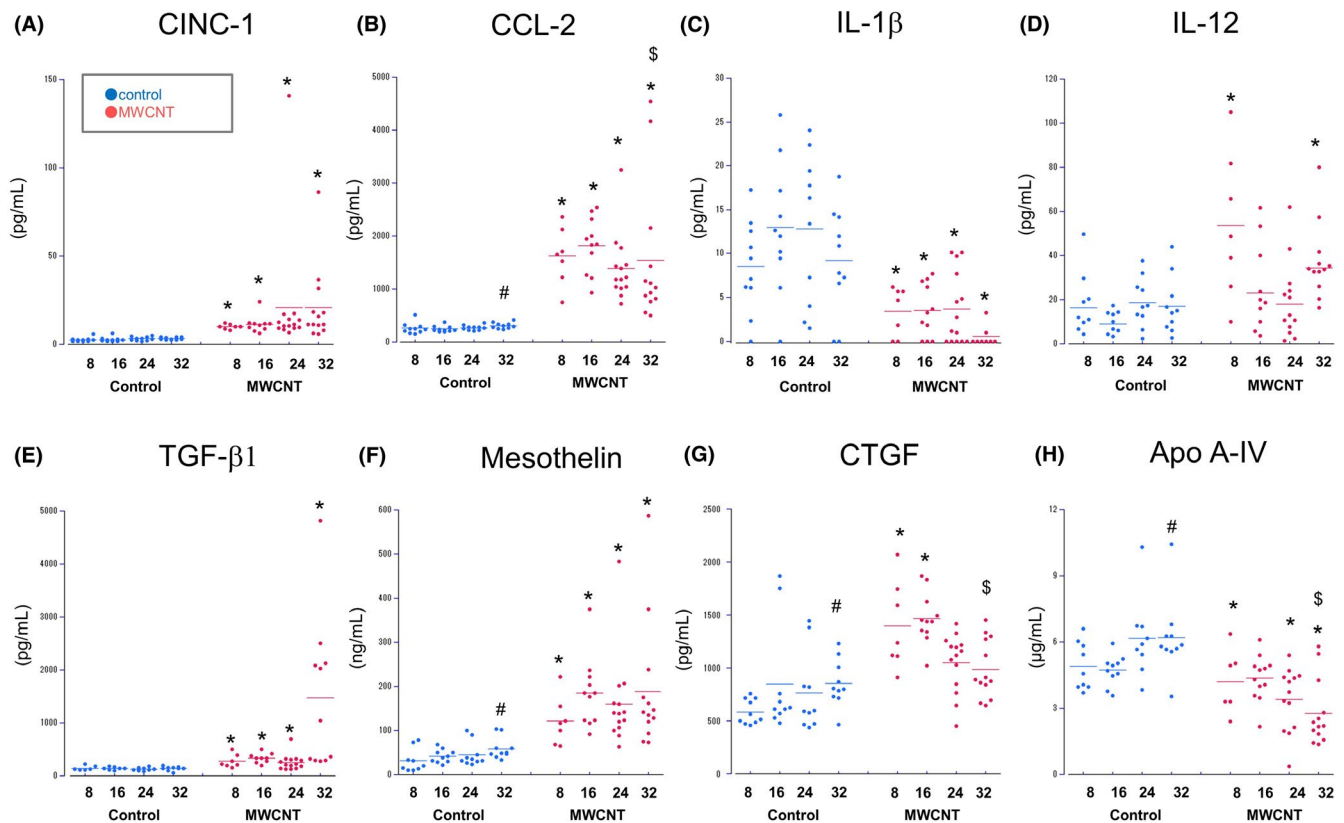 (A) CINC-1
(B) CCL-2
(C) IL-1β
(D) IL-12
control
MWCNT
(pg/mL)
150
100
50
0
* * * *
8 16 24 32 8 16 24 32
Control MWCNT
(pg/mL)
5000
4000
3000
2000
1000
0
# * * * * $
8 16 24 32 8 16 24 32
Control MWCNT
(pg/mL)
30
25
20
15
10
5
0
* * * *
8 16 24 32 8 16 24 32
Control MWCNT
(pg/mL)
120
100
80
60
40
20
0
* *
8 16 24 32 8 16 24 32
Control MWCNT
(E) TGF-β1
(F) Mesothelin
(G) CTGF
(H) Apo A-IV
(pg/mL)
5000
4000
3000
2000
1000
0
* * * *
8 16 24 32 8 16 24 32
Control MWCNT
(ng/mL)
600
500
400
300
200
100
0
# * * * *
8 16 24 32 8 16 24 32
Control MWCNT
(pg/mL)
2500
2000
1500
1000
500
0
# * * $
8 16 24 32 8 16 24 32
Control MWCNT
(µg/mL)
12
9
6
3
0
# * * $ *
8 16 24 32 8 16 24 32
Control MWCNT